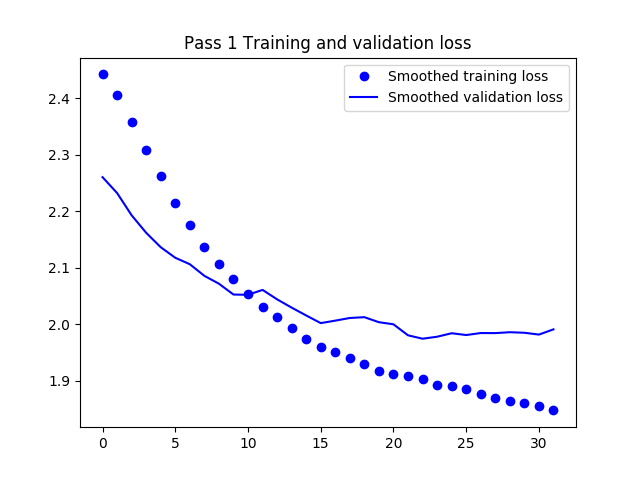 Pass 1 Training and validation loss
Smoothed training loss
Smoothed validation loss
2.4
2.3
2.2
2.1
2.0
1.9
0 5 10 15 20 25 30